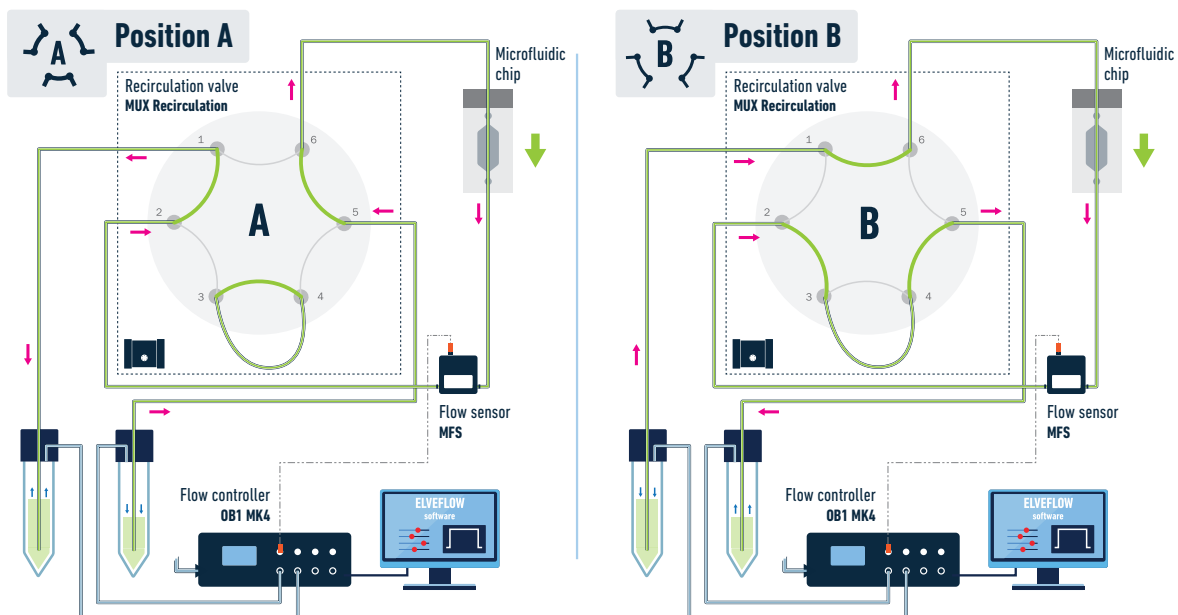 A
Position A
Recirculation valve
MUX Recirculation
Microfluidic
chip
1
6
2
5
A
3
4
Flow sensor
MFS
Flow controller
OB1 MK4
ELVEFLOW
software
B
Position B
Recirculation valve
MUX Recirculation
Microfluidic
chip
1
6
2
5
B
3
4
Flow sensor
MFS
Flow controller
OB1 MK4
ELVEFLOW
software